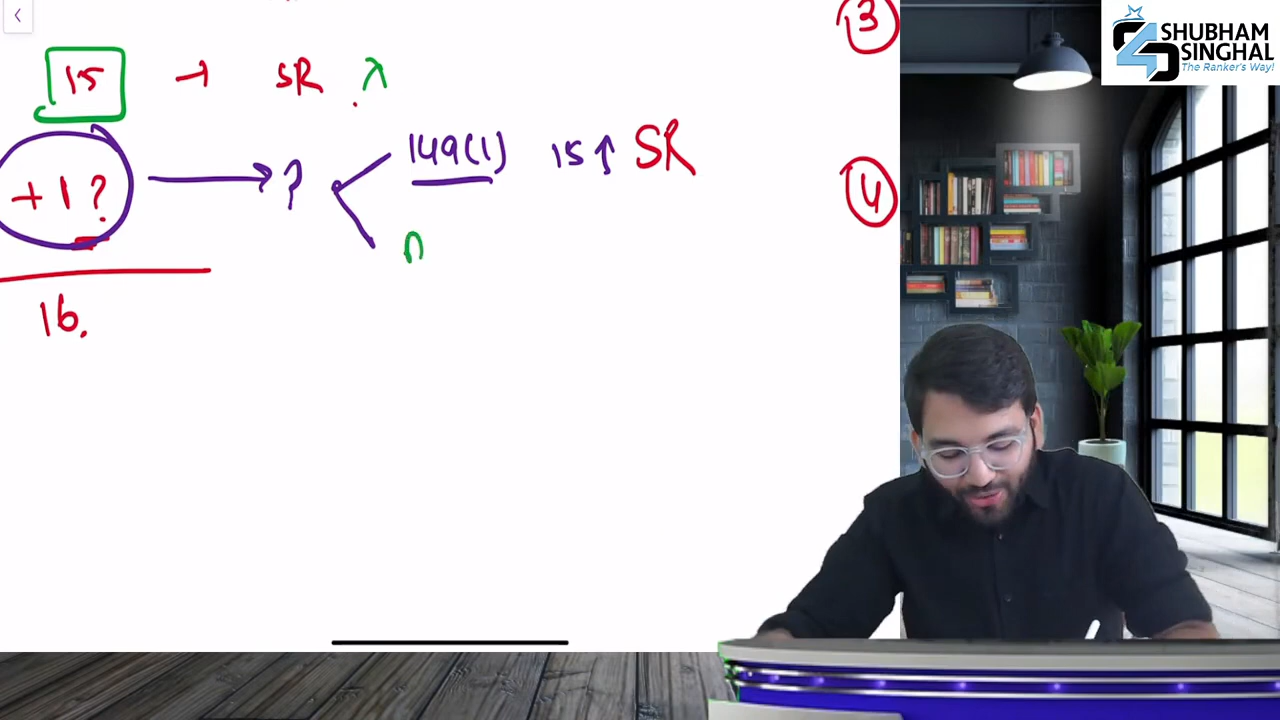 3
SHUBHAM
SINGHAL
The Ranker's Way!
15 → SR
149(1) 15↑ SR
+ 1 ? → ?
4
n
16.